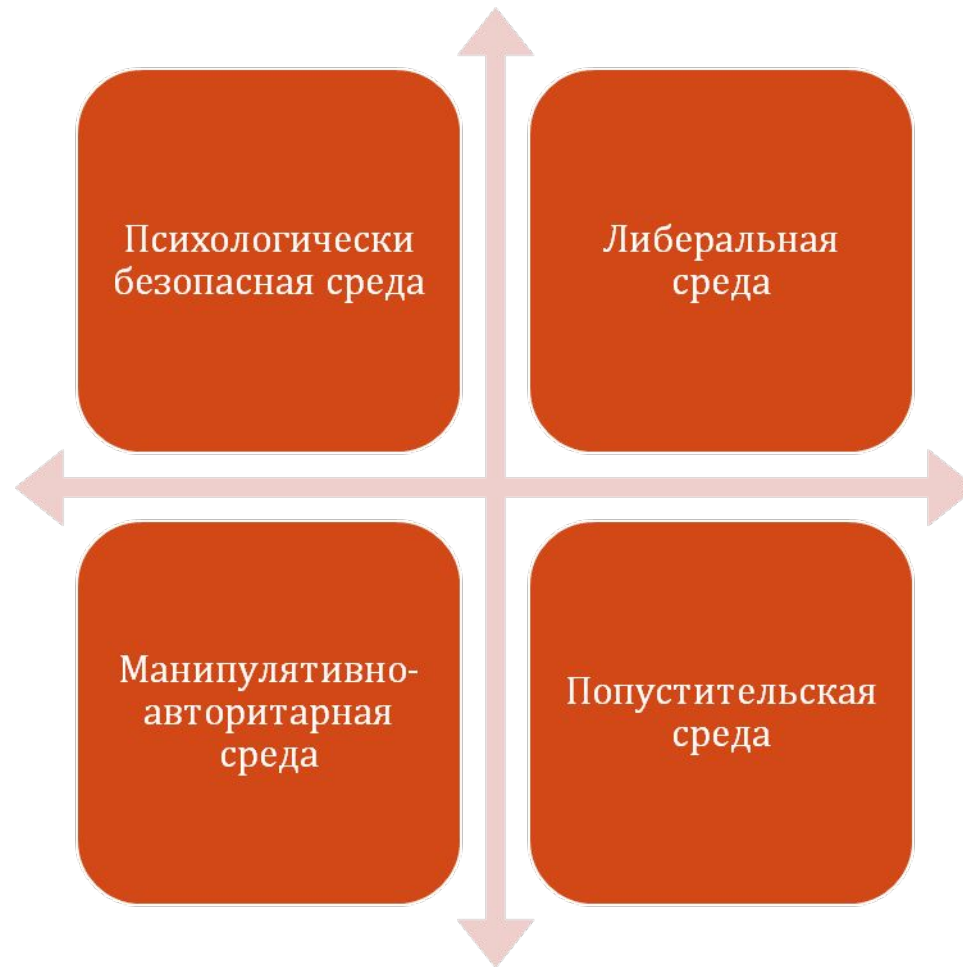 Психологически
безопасная среда
Либеральная
среда
Манипулятивно-
авторитарная
среда
Попустительская
среда